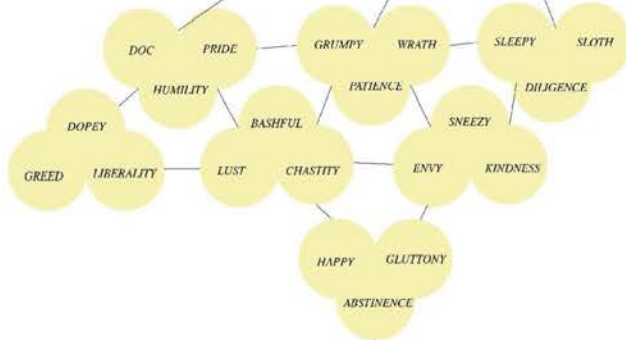 DOC PRIDE
HUMILITY
GRUMPY WRATH
PATIENCE
SLEEPY SLOTH
DILIGENCE
DOPEY
GREED LIBERALITY
BASHFUL
LUST CHASTITY
SNEEZY
ENVY KINDNESS
HAPPY GLUTTONY
ABSTINENCE